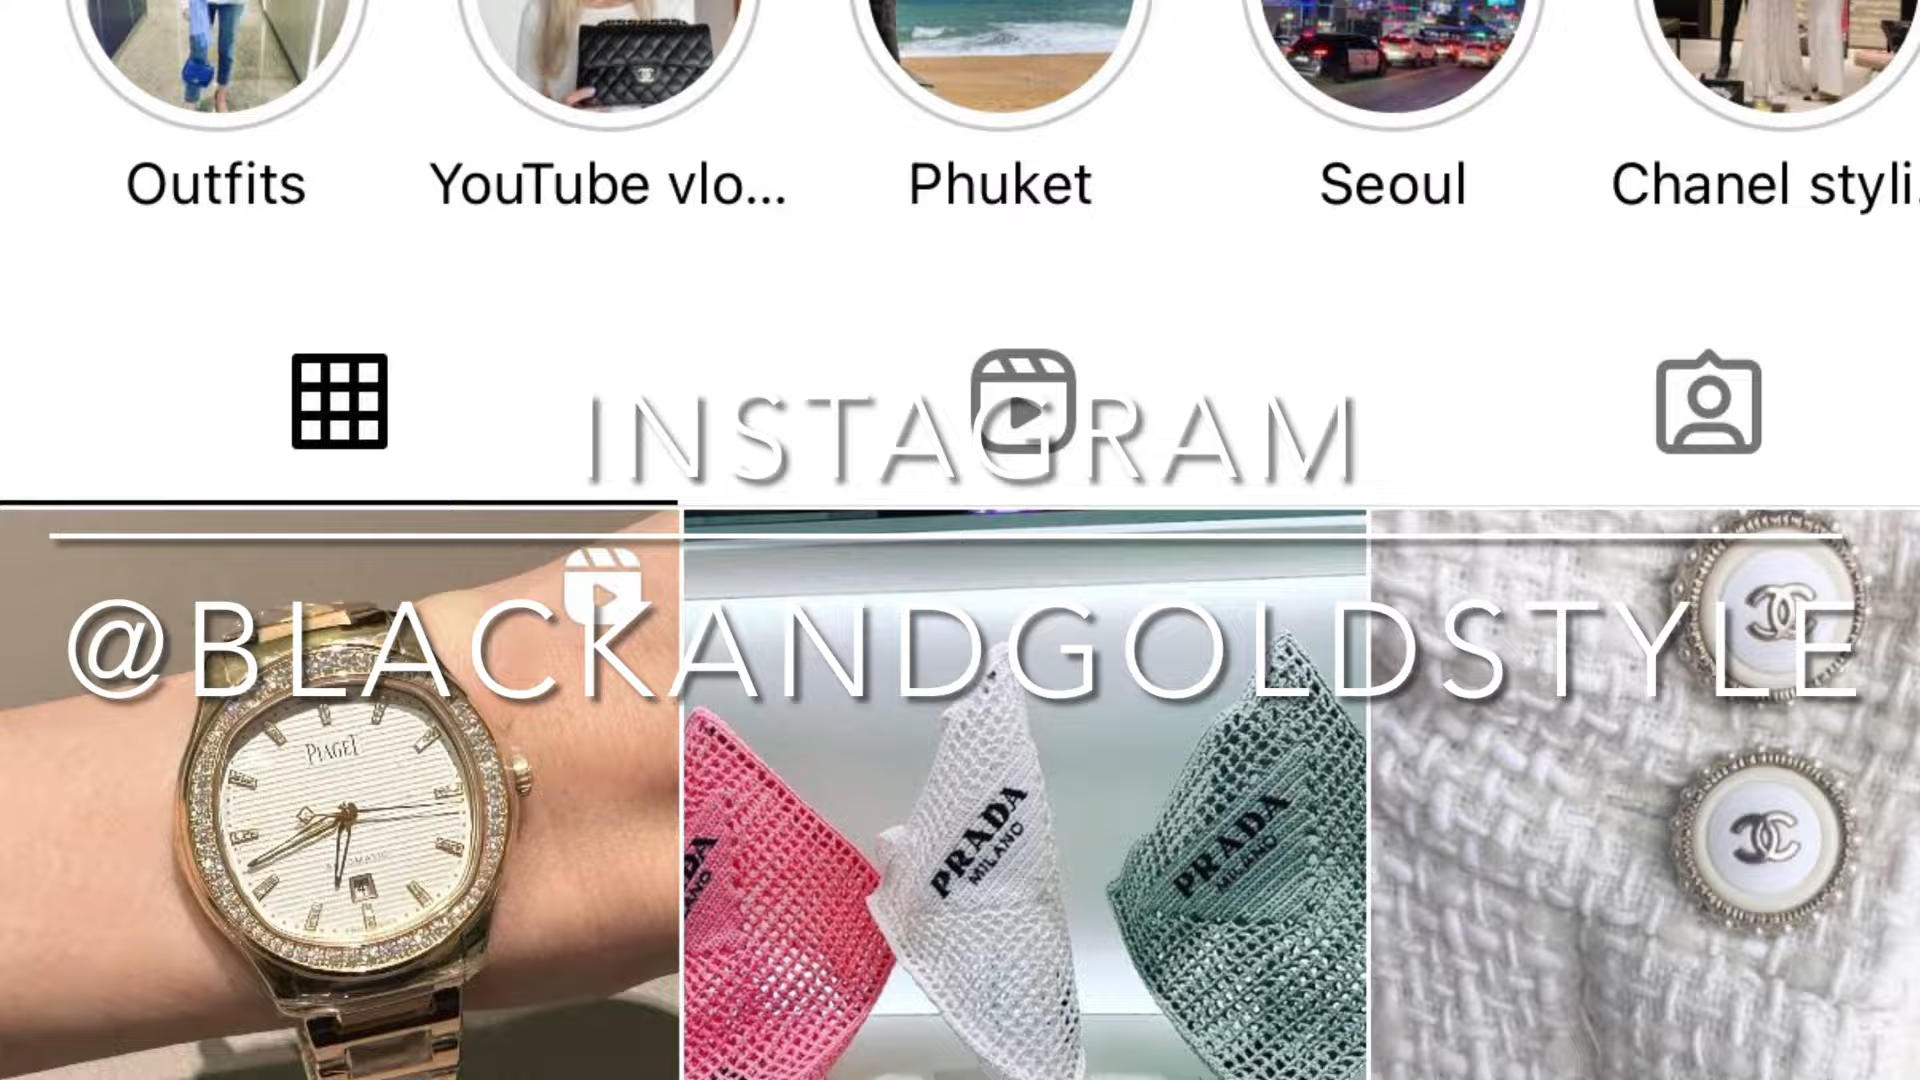 Outfits
YouTube vlo...
Phuket
Seoul
Chanel styli
INSTAGRAM
@BLACKANDGOLDSTYLE
PIAGET
PRADA
MILANO
PRADA
MILANO